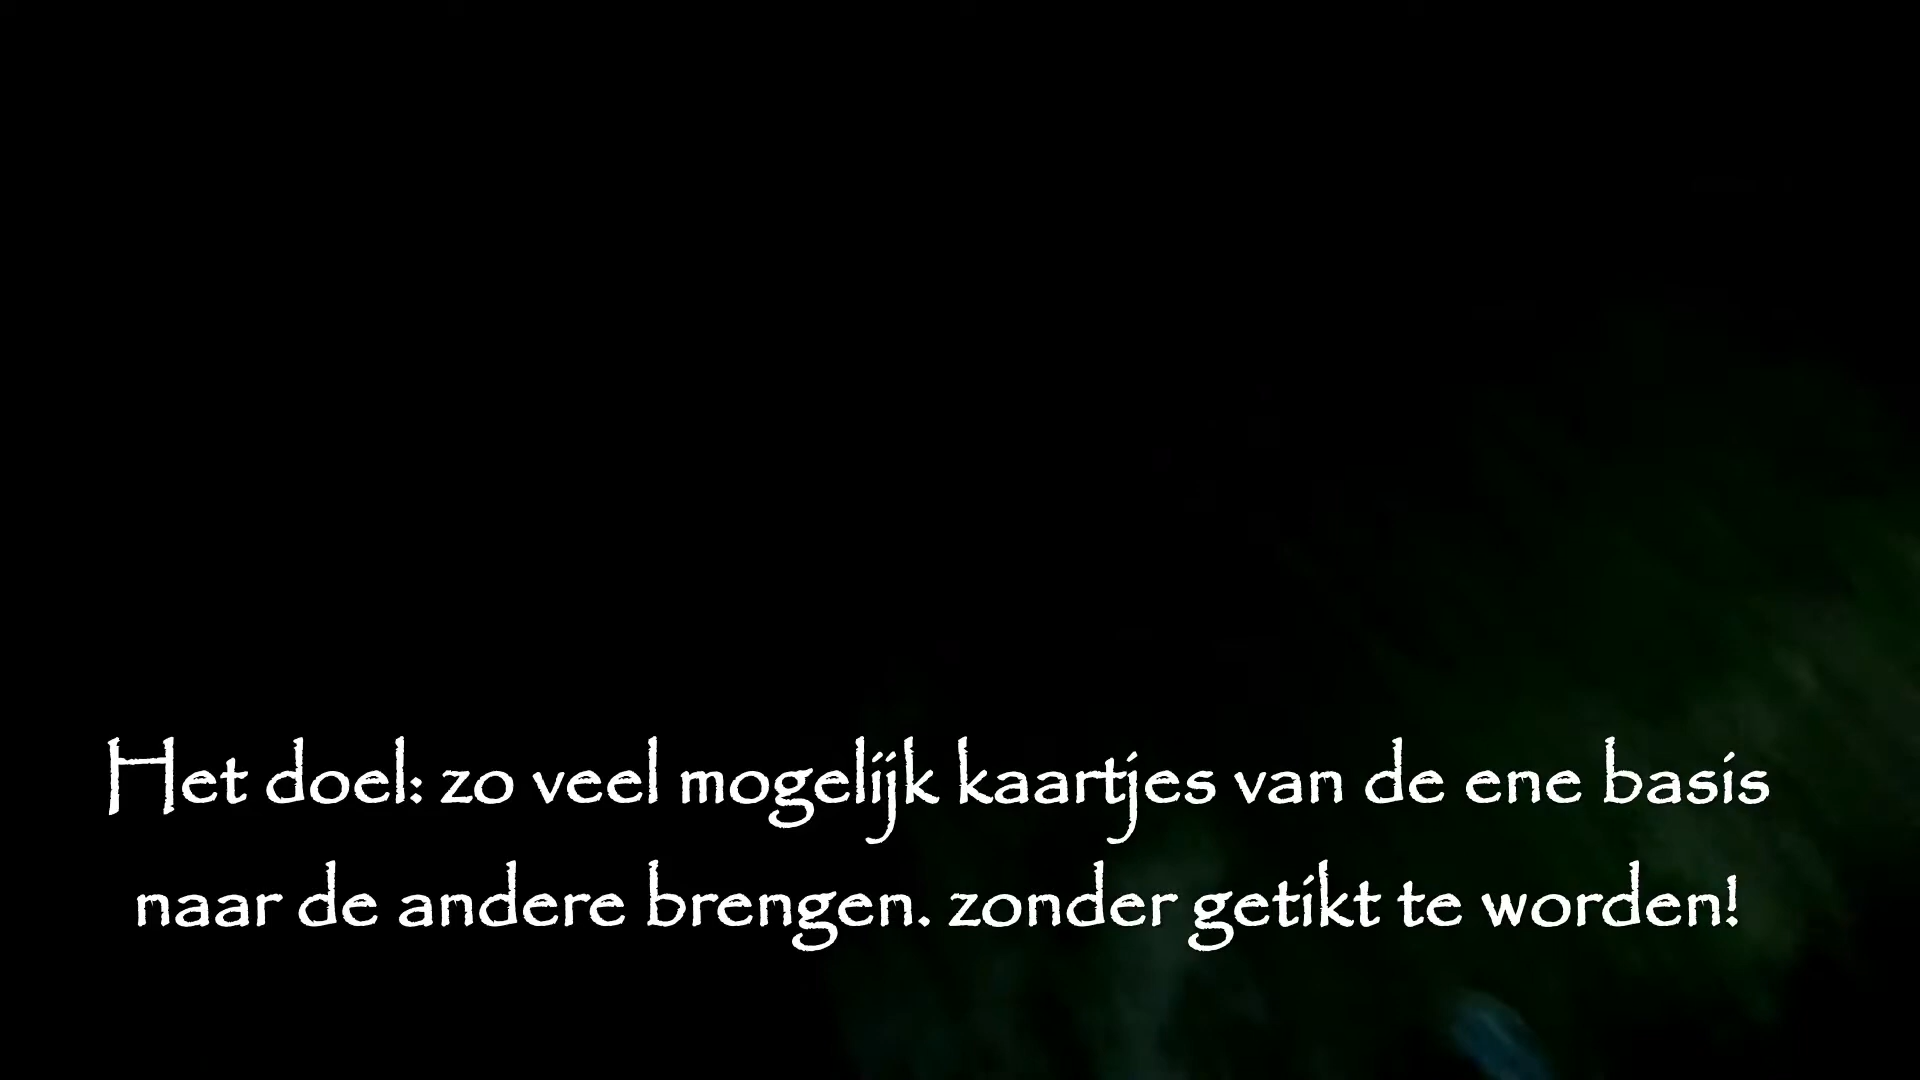 Het doel: zo veel mogelijk kaartjes van de ene basis
naar de andere brengen. zonder getikt te worden!